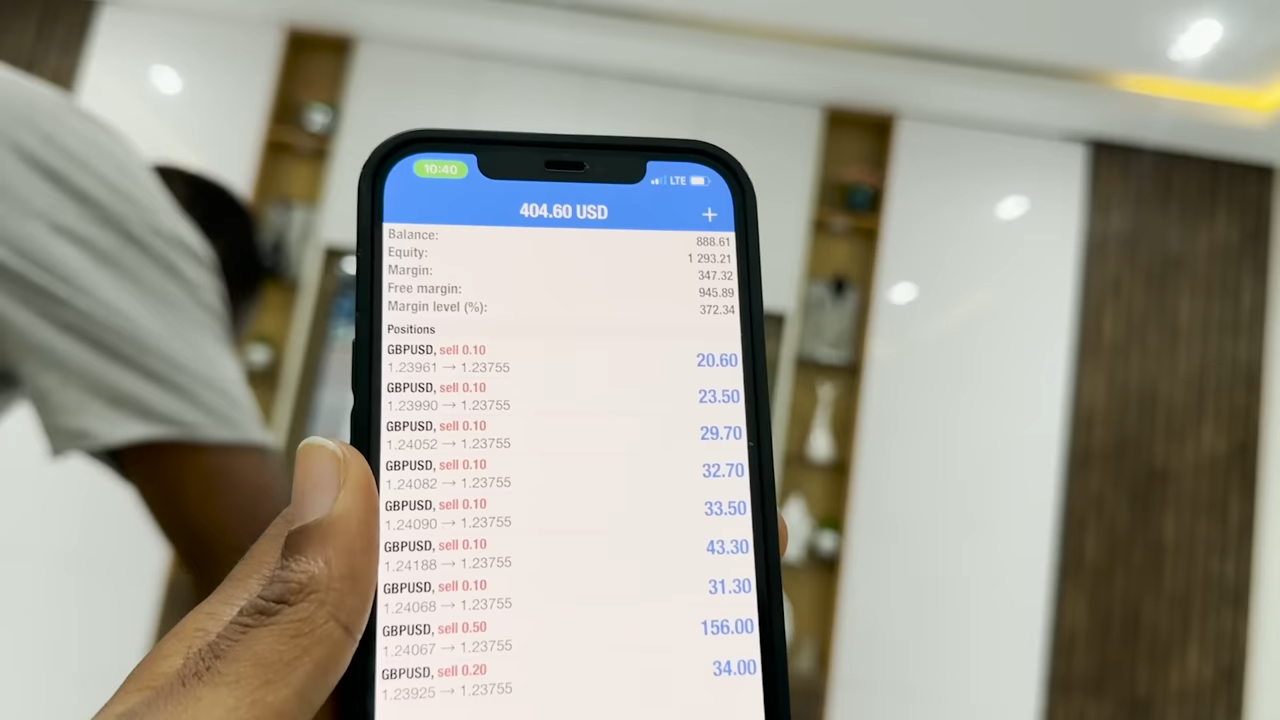 10:40
LTE
404.60 USD +
Balance: 888.61
Equity: 1 293.21
Margin: 347.32
Free margin: 945.89
Margin level (%): 372.34
Positions
GBPUSD, sell 0.10 20.60
1.23961 → 1.23755
GBPUSD, sell 0.10 23.50
1.23990 → 1.23755
GBPUSD, sell 0.10 29.70
1.24052 → 1.23755
GBPUSD, sell 0.10 32.70
1.24082 → 1.23755
GBPUSD, sell 0.10 33.50
1.24090 → 1.23755
GBPUSD, sell 0.10 43.30
1.24188 → 1.23755
GBPUSD, sell 0.10 31.30
1.24068 → 1.23755
GBPUSD, sell 0.50 156.00
1.24067 → 1.23755
GBPUSD, sell 0.20 34.00
1.23925 → 1.23755